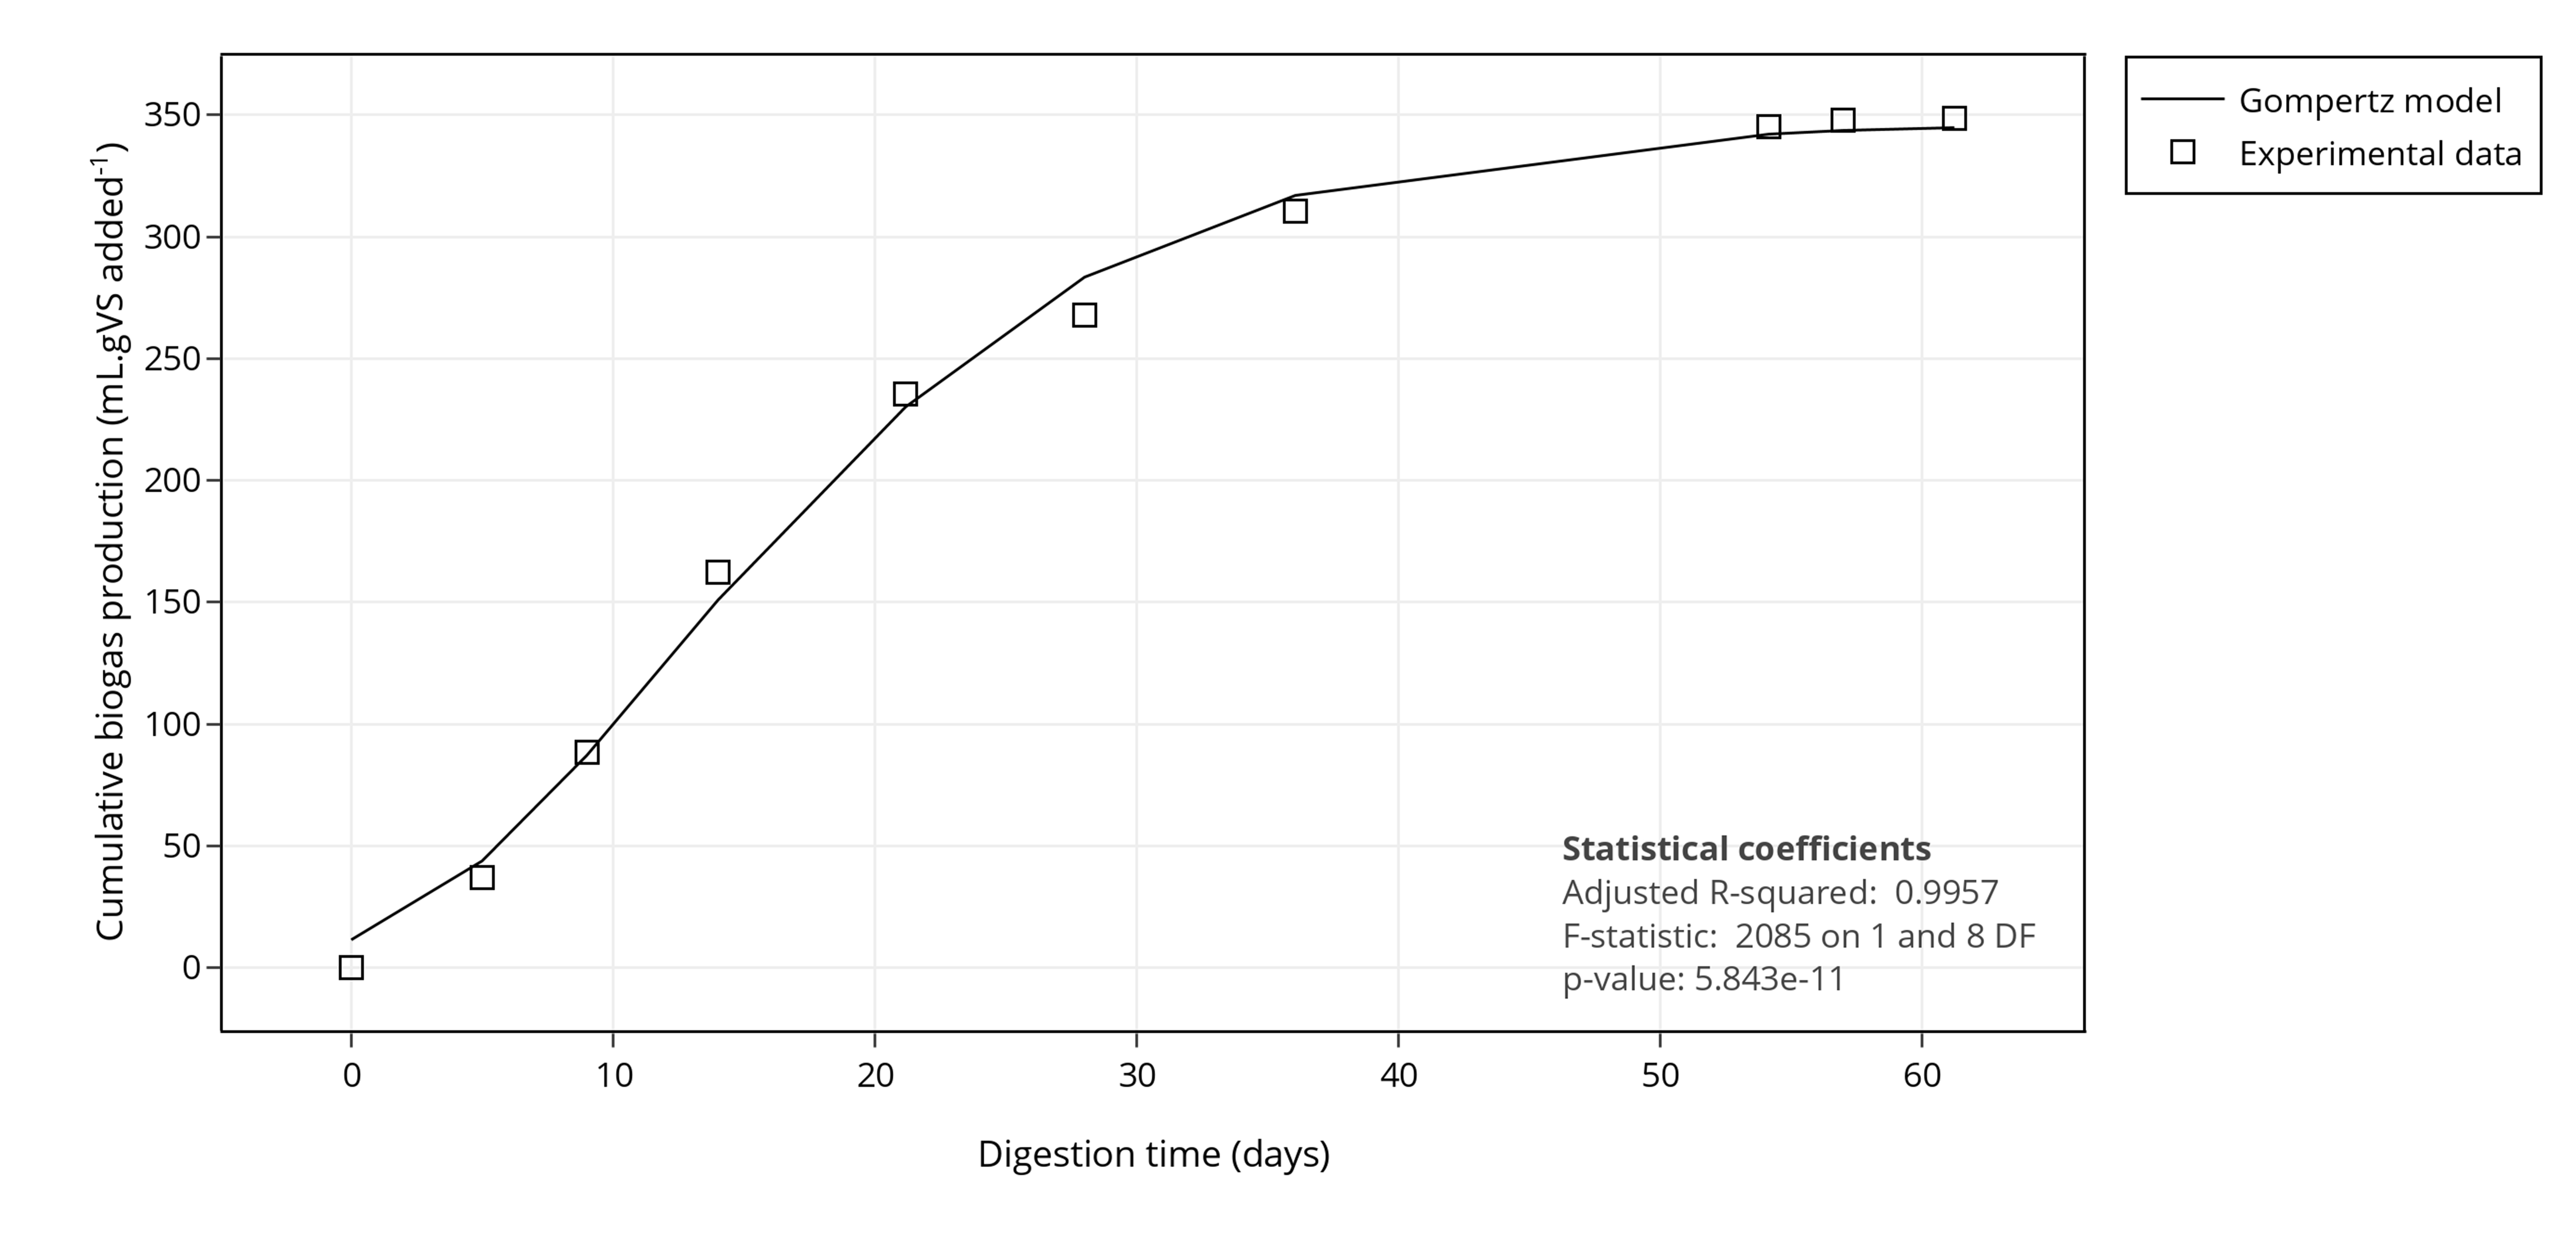 Cumulative biogas production (mL.gVS added-1)
350
300
250
200
150
100
50
0
Gompertz model
Experimental data
Statistical coefficients
Adjusted R-squared:  0.9957
F-statistic:  2085 on 1 and 8 DF
p-value: 5.843e-11
0 10 20 30 40 50 60
Digestion time (days)